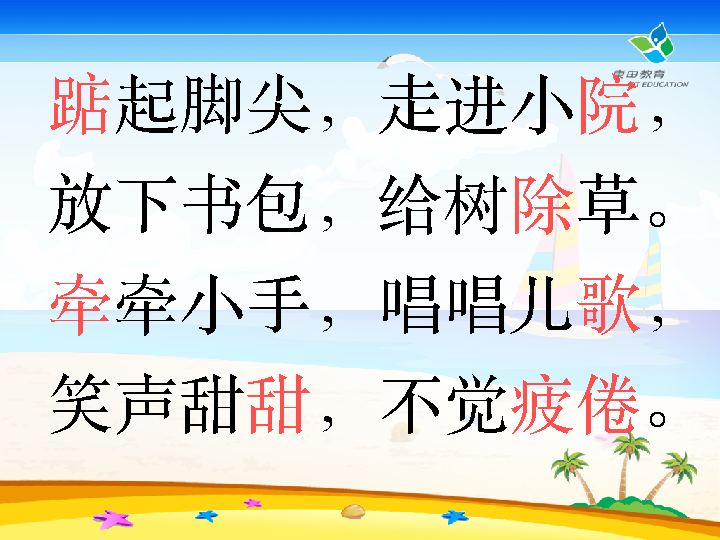 东田教育
EDUCATION
踮起脚尖，走进小院，
放下书包，给树除草。
牵牵小手，唱唱儿歌，
笑声甜甜，不觉疲倦。